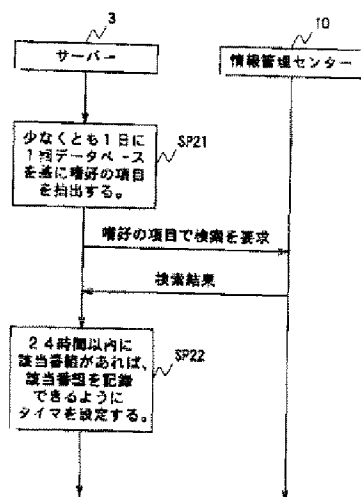 3
10
サーバー
情報管理センター
少なくとも1日に
1回データベース
を基に嗜好の項目
を抽出する。
SP21
嗜好の項目で検索を要求
検索結果
24時間以内に
該当番組があれば、
該当番組を記録
できるように
タイマを設定する。
SP22